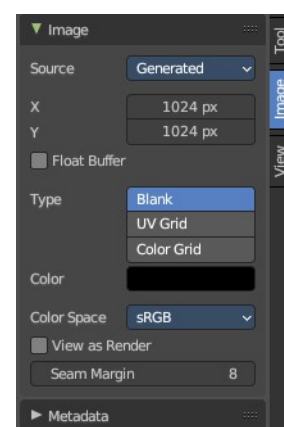 Image
Tool
Source Generated
X 1024 px
Y 1024 px
Image
Float Buffer
View
Type Blank
UV Grid
Color Grid
Color
Color Space sRGB
View as Render
Seam Margin 8
Metadata